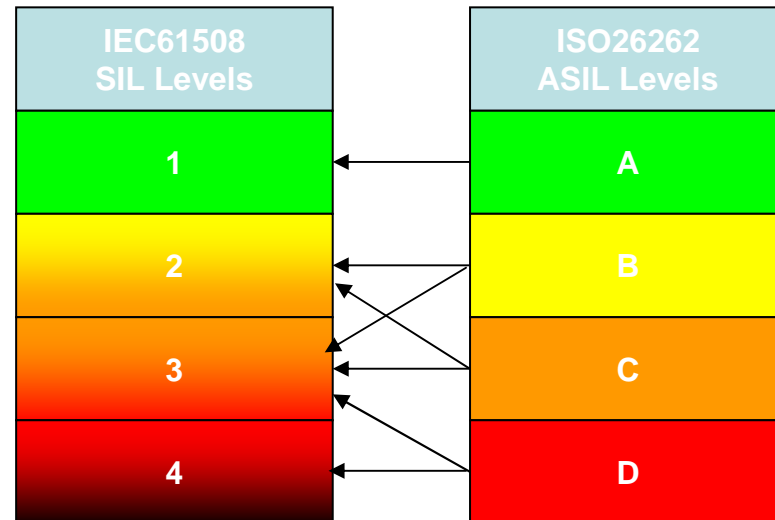 IEC61508
SIL Levels
ISO26262
ASIL Levels
1
A
2
B
3
C
4
D